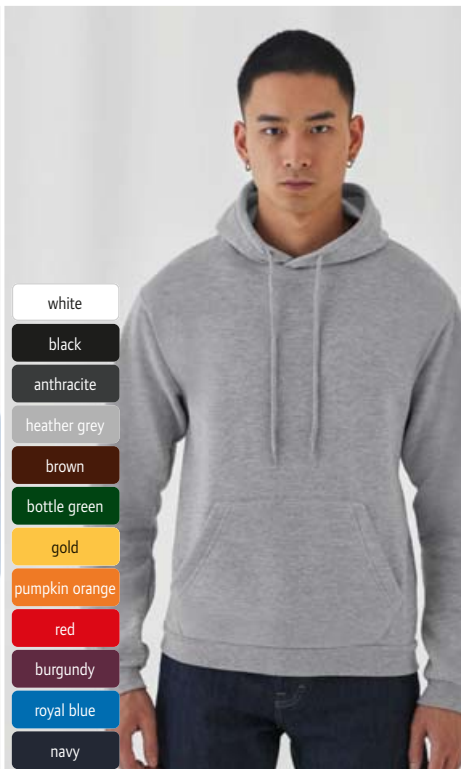 white
black
anthracite
heather grey
brown
bottle green
gold
pumpkin orange
red
burgundy
royal blue
navy